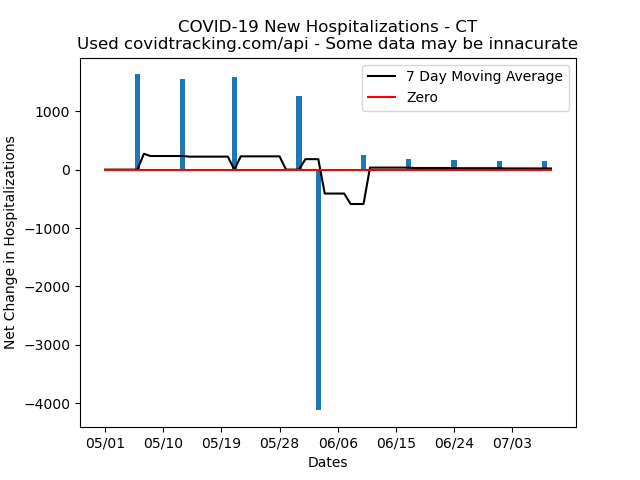 COVID-19 New Hospitalizations - CT
Used covidtracking.com/api - Some data may be innacurate
7 Day Moving Average
Zero
Net Change in Hospitalizations
1000
0
−1000
−2000
−3000
−4000
05/01 05/10 05/19 05/28 06/06 06/15 06/24 07/03
Dates